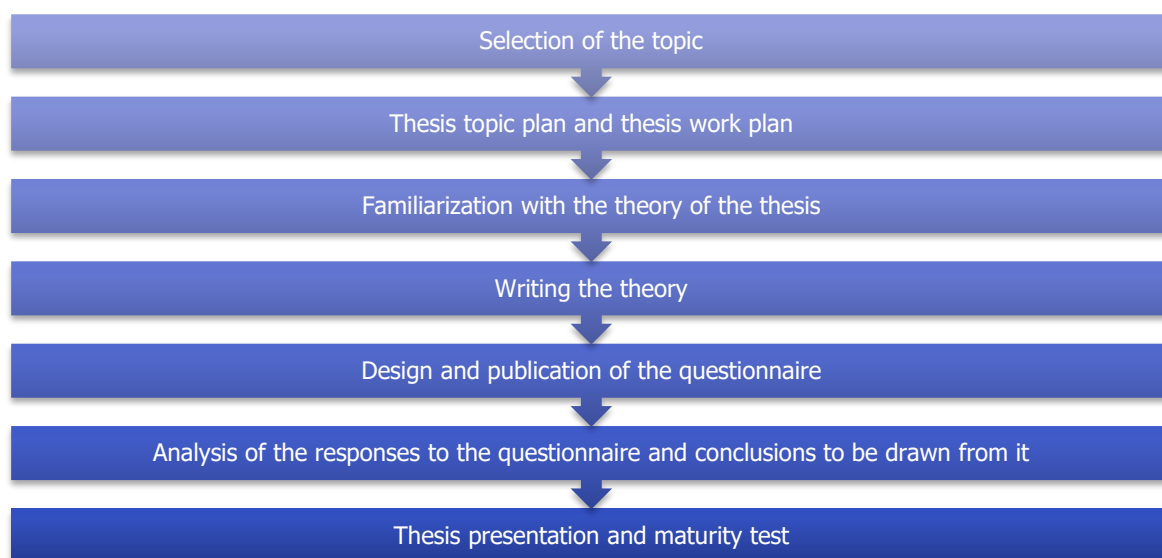 Selection of the topic
Thesis topic plan and thesis work plan
Familiarization with the theory of the thesis
Writing the theory
Design and publication of the questionnaire
Analysis of the responses to the questionnaire and conclusions to be drawn from it
Thesis presentation and maturity test